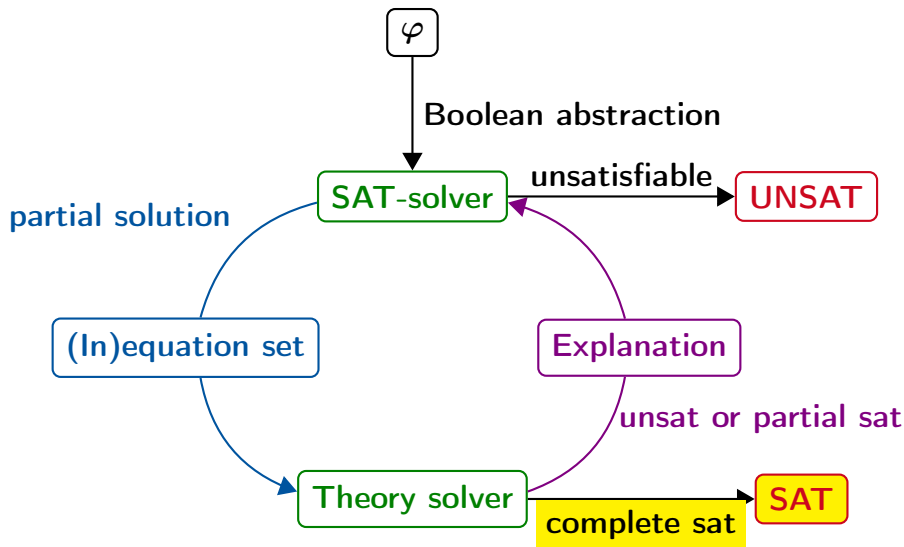 φ
Boolean abstraction
SAT-solver
unsatisfiable
UNSAT
partial solution
(In)equation set
Explanation
unsat or partial sat
Theory solver
complete sat
SAT